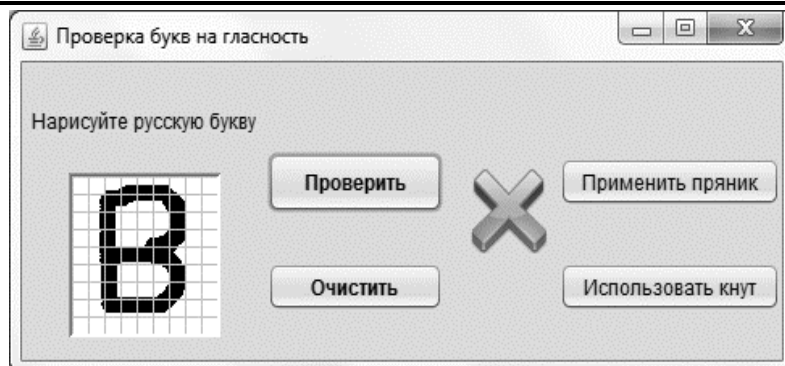 Проверка букв на гласность
Нарисуйте русскую букву
В
Проверить
Применить пряник
Очистить
Использовать кнут